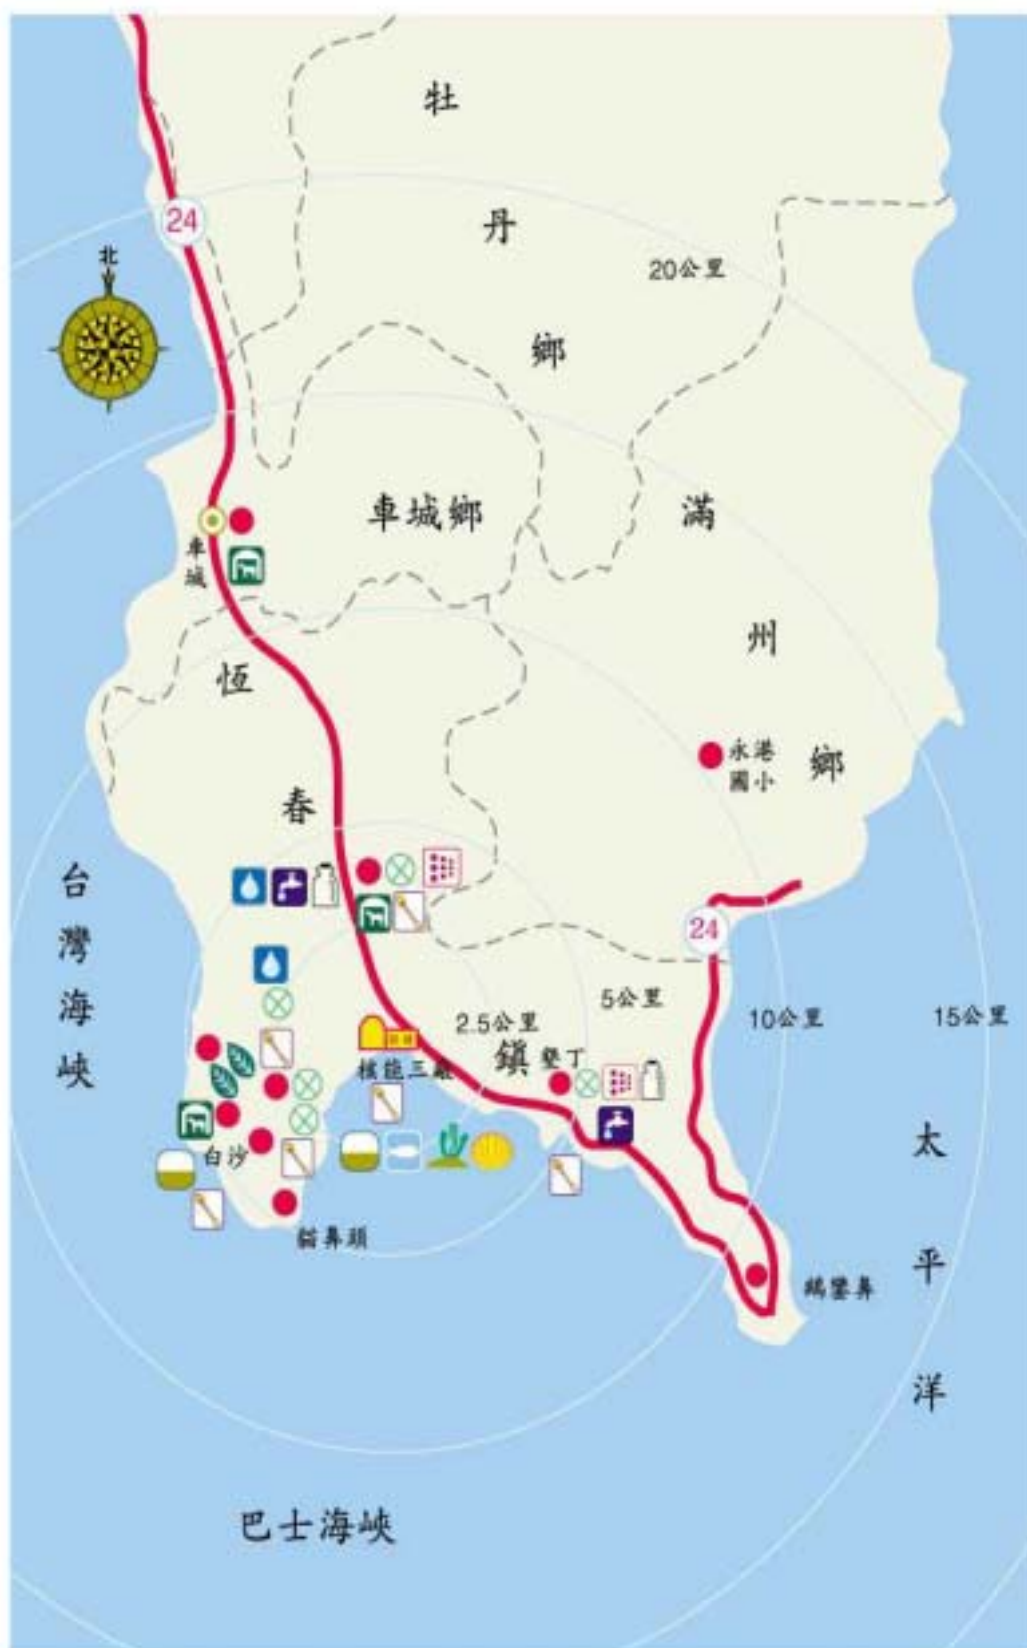 牡丹鄉
24
北
20公里
車城鄉
滿州鄉
車城
恆春鎮
永港
國小
台灣海峽
24
2.5公里
5公里
10公里
15公里
核能三廠
墾丁
白沙
貓鼻頭
鵝鑾鼻
太平洋
巴士海峽